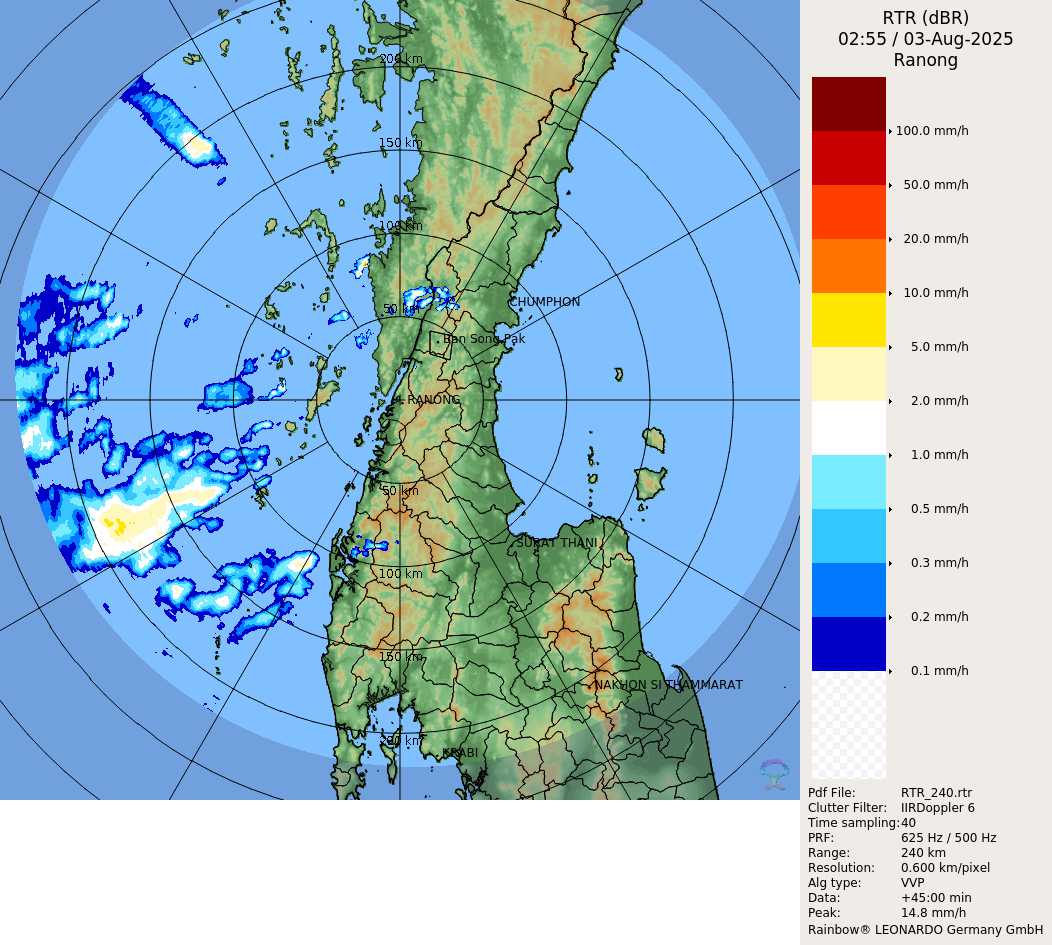 RTR (dBR)
02:55 / 03-Aug-2025
Ranong
200 km
150 km
100 km
50 km
CHUMPHON
Ban Song Pak
RANONG
50 km
SURAT THANI
100 km
150 km
NAKHON SI THAMMARAT
200 km
KRABI
100.0 mm/h
50.0 mm/h
20.0 mm/h
10.0 mm/h
5.0 mm/h
2.0 mm/h
1.0 mm/h
0.5 mm/h
0.3 mm/h
0.2 mm/h
0.1 mm/h
Pdf File: RTR_240.rtr
Clutter Filter: IIRDoppler 6
Time sampling: 40
PRF: 625 Hz / 500 Hz
Range: 240 km
Resolution: 0.600 km/pixel
Alg type: VVP
Data: +45:00 min
Peak: 14.8 mm/h
Rainbow® LEONARDO Germany GmbH